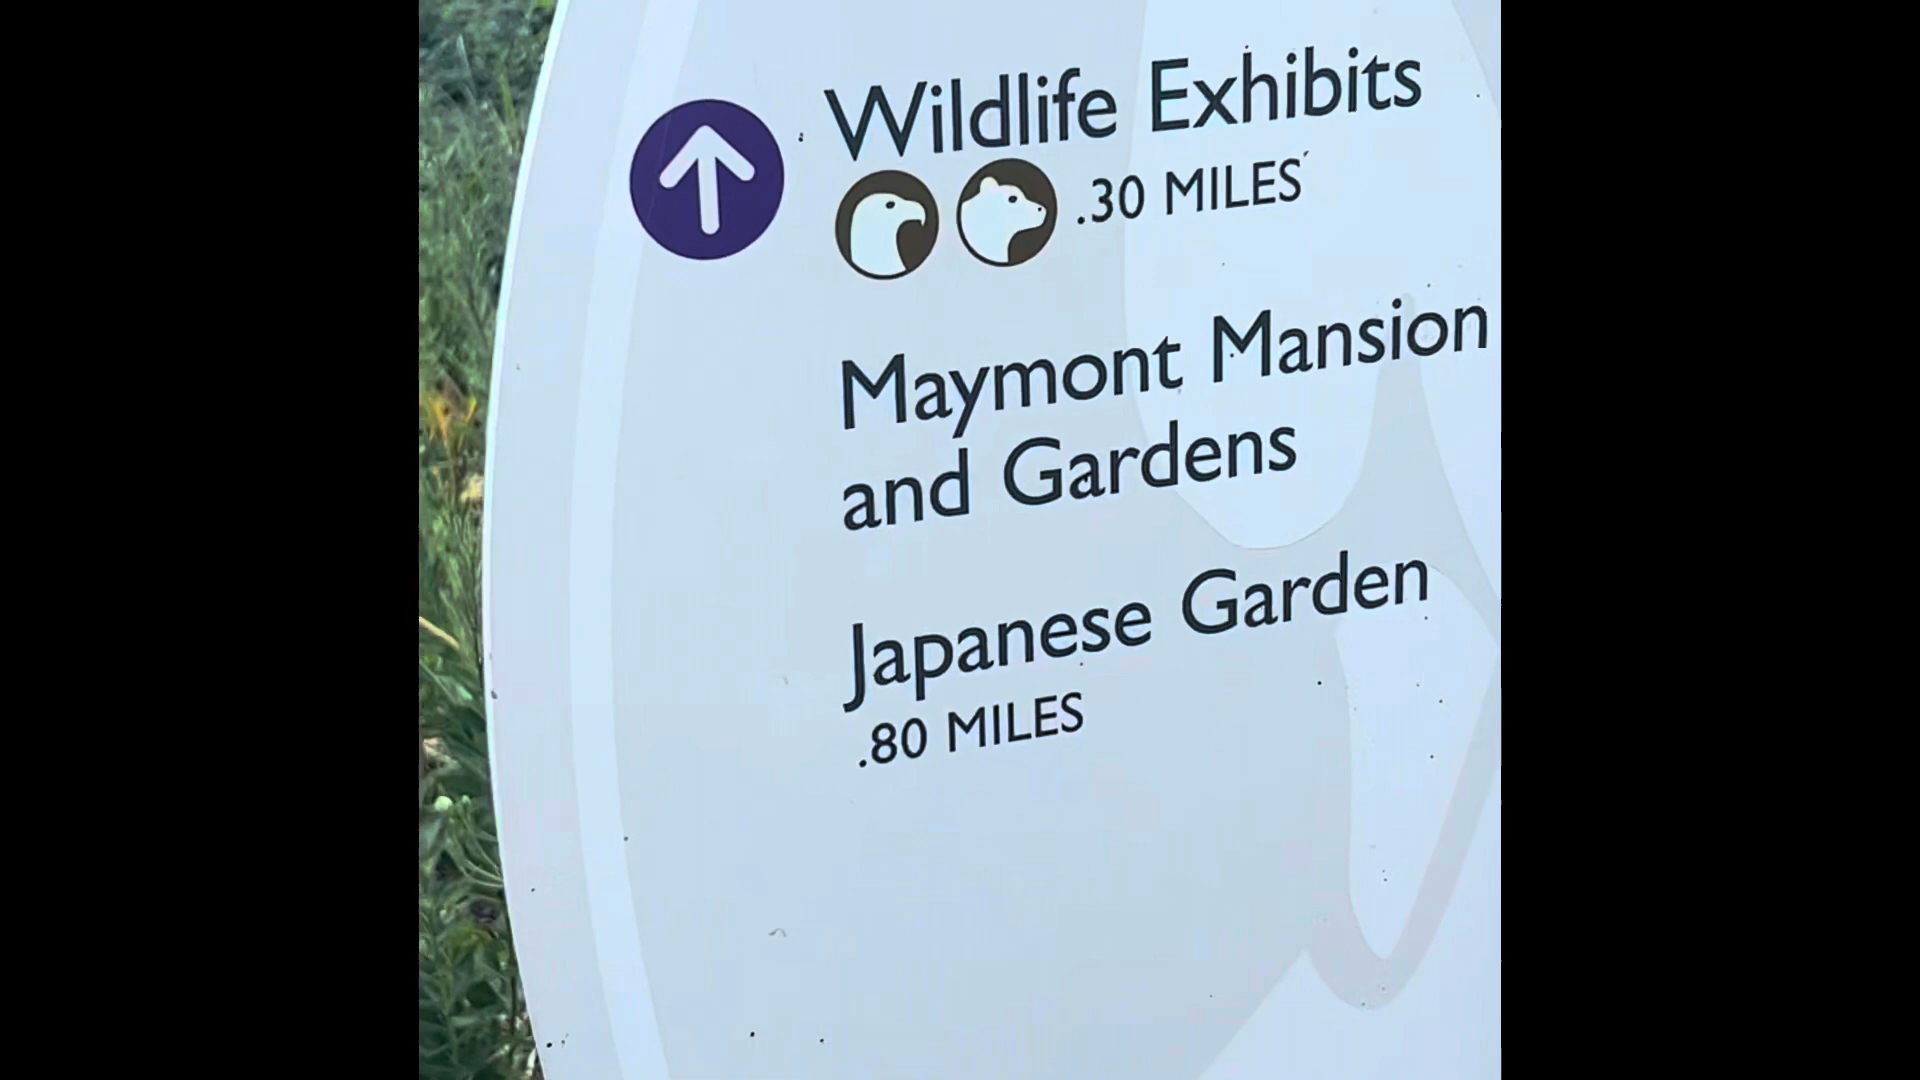 Wildlife Exhibits
.30 MILES
Maymont Mansion
and Gardens
Japanese Garden
.80 MILES